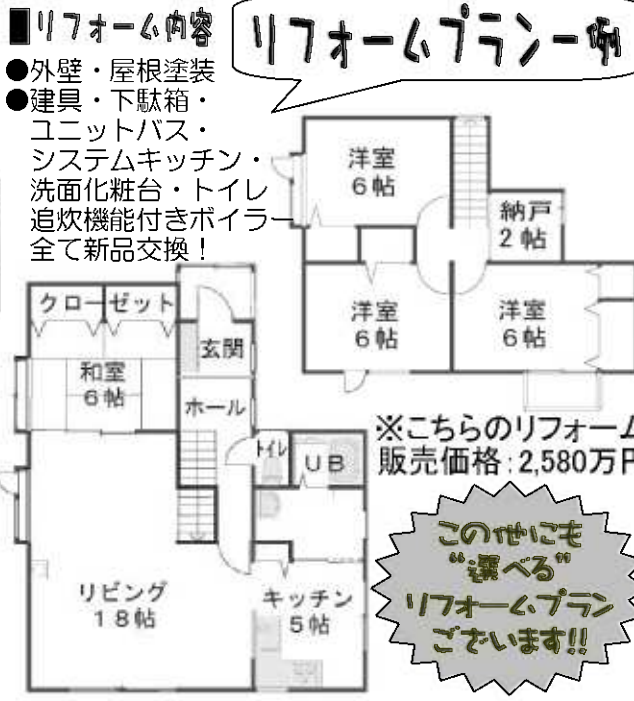 ■リフォーム内容
リフォームプラン一例
●外壁・屋根塗装
●建具・下駄箱・
ユニットバス・
システムキッチン・
洗面化粧台・トイレ
追炊機能付きボイラー
全て新品交換！
洋室
6帖
納戸
2帖
洋室
6帖
洋室
6帖
クローゼット
和室
6帖
玄関
ホール
トイレ
UB
リビング
18帖
キッチン
5帖
※こちらのリフォーム
販売価格：2,580万円
この他にも
“選べる”
リフォームプラン
ございます!!